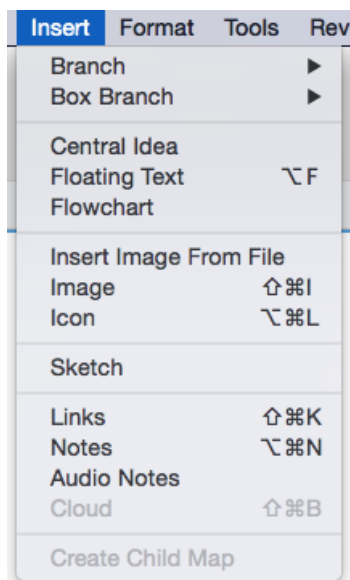 Insert Format Tools Rev
Branch ▶
Box Branch ▶
Central Idea
Floating Text ⌥F
Flowchart
Insert Image From File
Image ⇧⌘I
Icon ⌥⌘L
Sketch
Links ⇧⌘K
Notes ⌥⌘N
Audio Notes
Cloud ⇧⌘B
Create Child Map